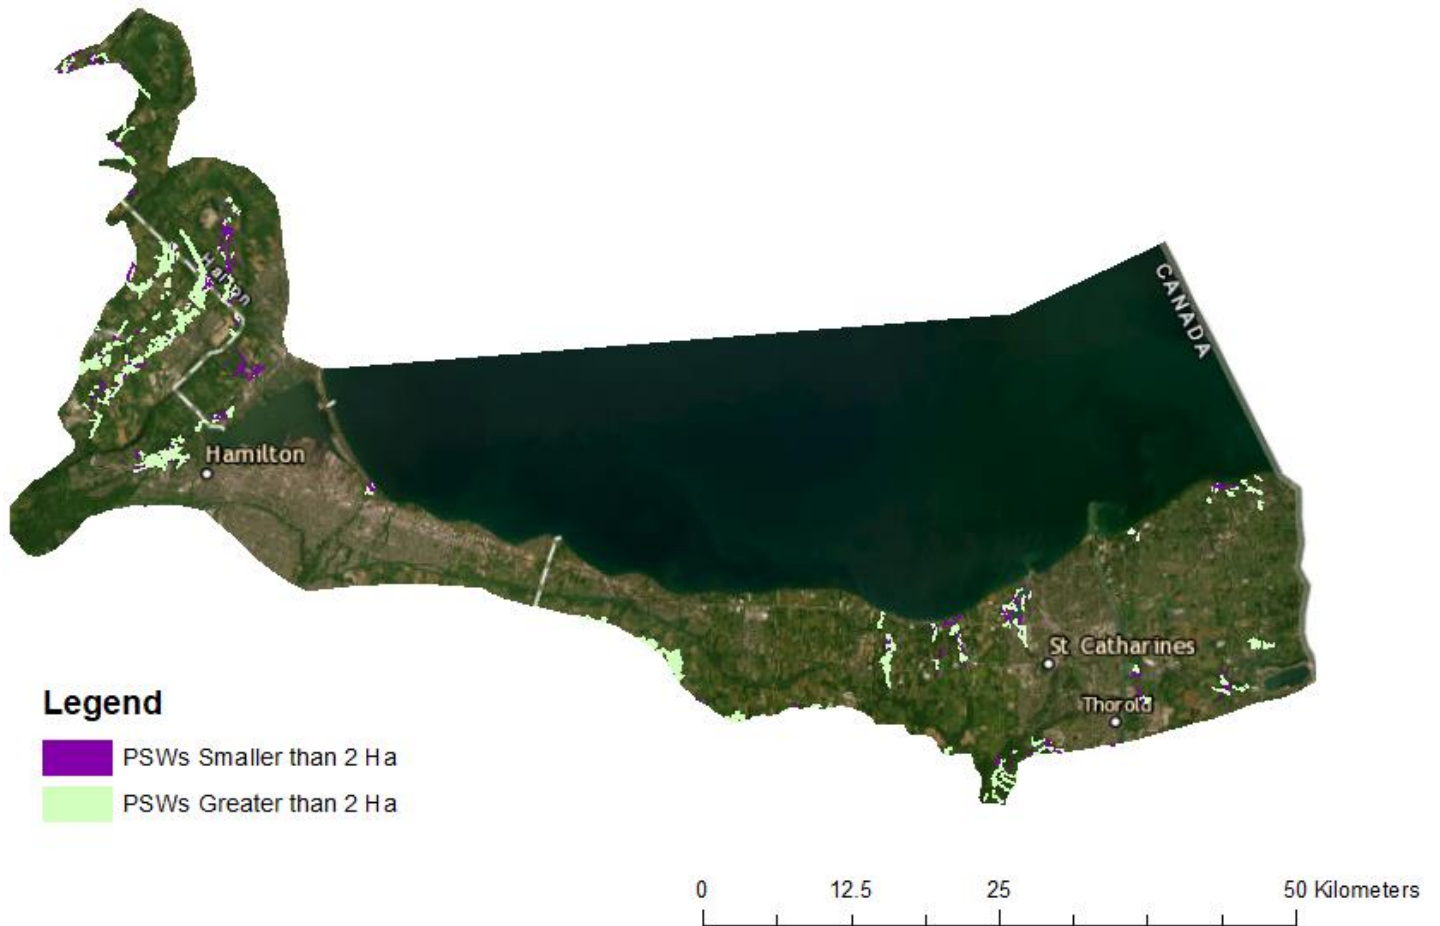 CANADA
Halton
Hamilton
St Catharines
Thorold
Legend
PSWs Smaller than 2 Ha
PSWs Greater than 2 Ha
0 12.5 25 50 Kilometers